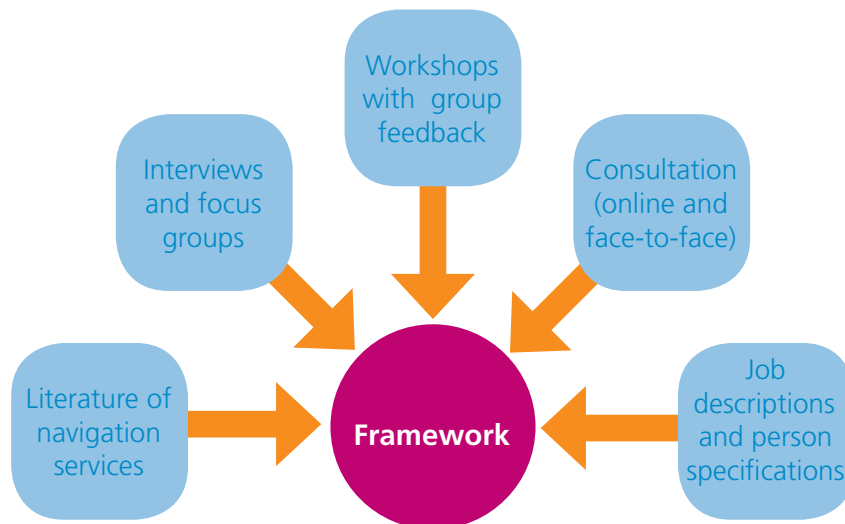 Workshops
with group
feedback
Interviews
and focus
groups
Consultation
(online and
face-to-face)
Literature of
navigation
services
Framework
Job
descriptions
and person
specifications